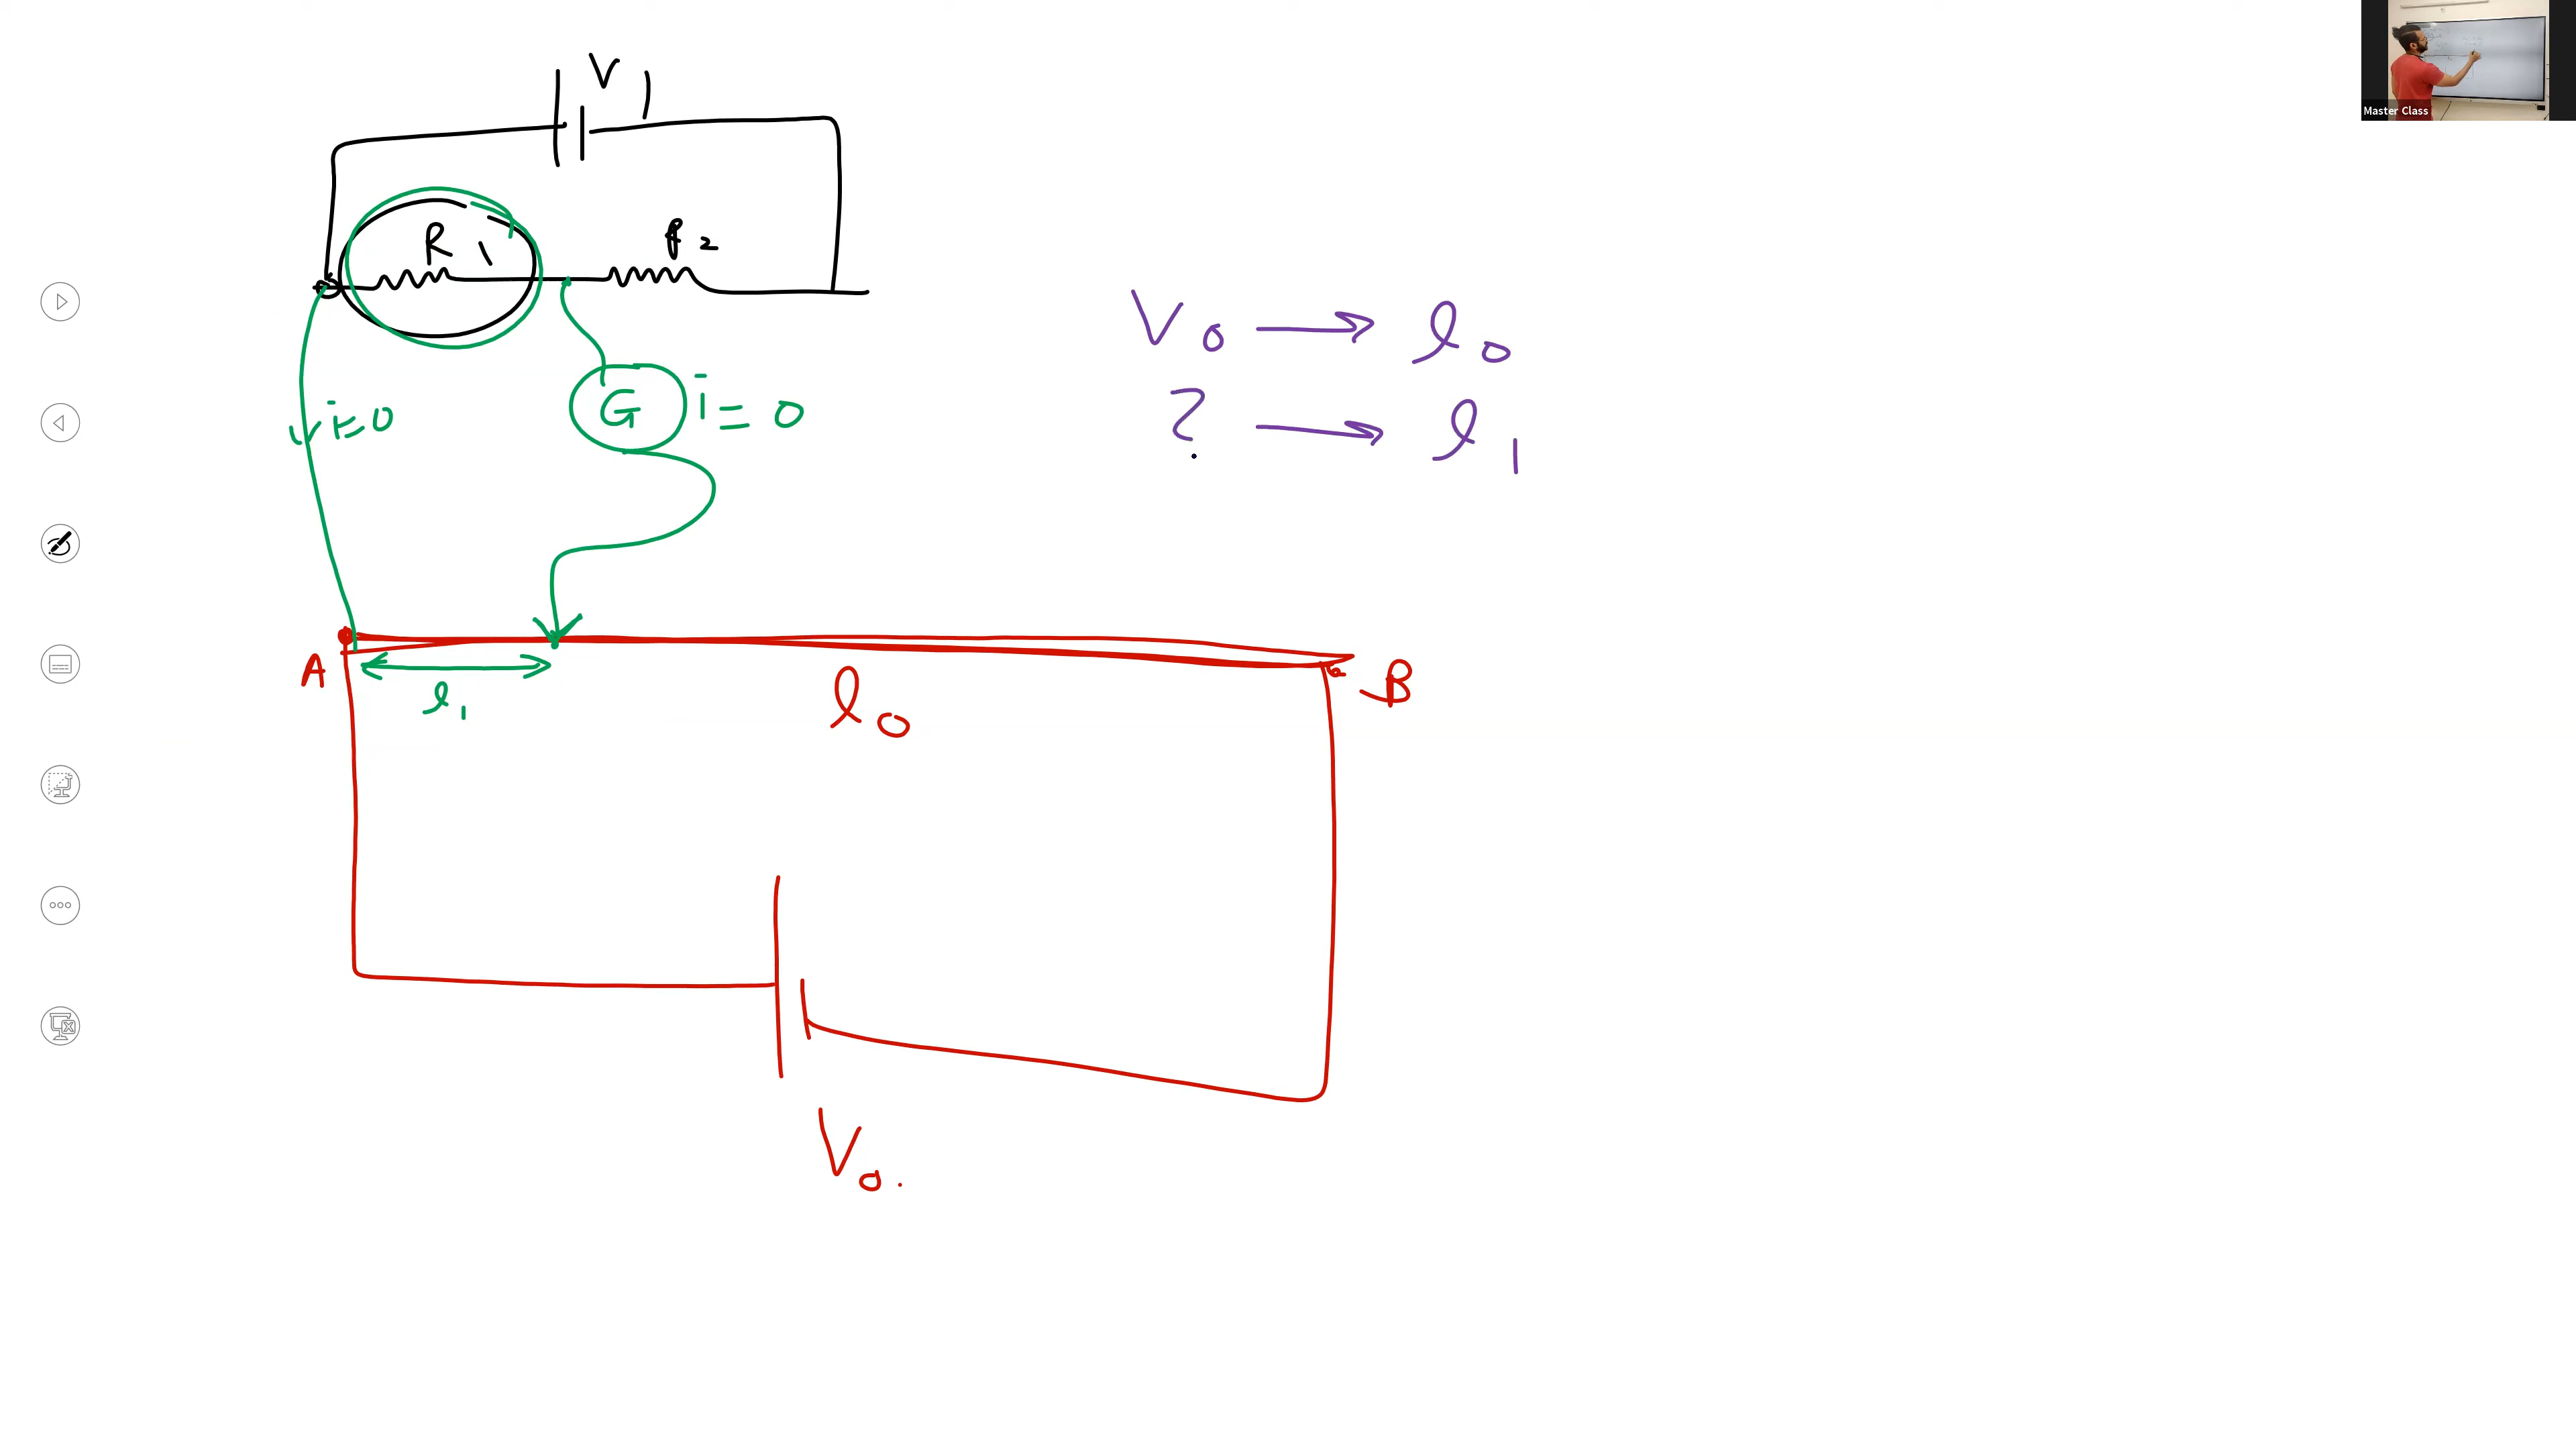 V1
R1
R2
V0 → l0
G i = 0
i = 0
? → l1
A
B
l1
l0
V0.
Master Class